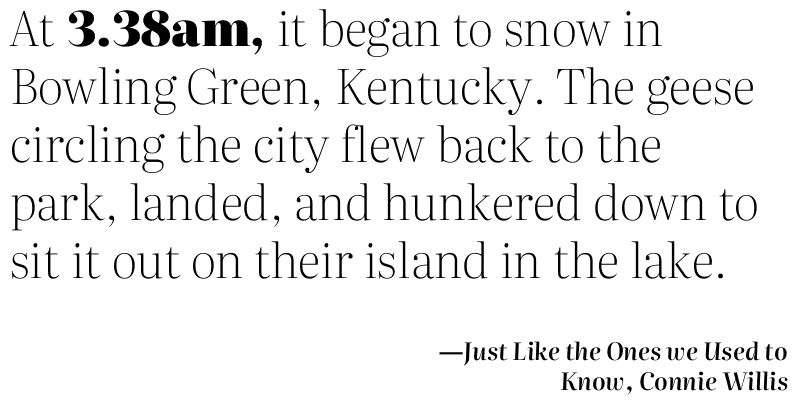 At 3.38am, it began to snow in
Bowling Green, Kentucky. The geese
circling the city flew back to the
park, landed, and hunkered down to
sit it out on their island in the lake.
—Just Like the Ones we Used to
Know, Connie Willis